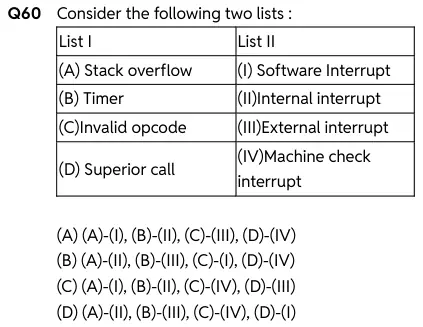 Q60 Consider the following two lists :
List I List II
(A) Stack overflow (I) Software Interrupt
(B) Timer (II)Internal interrupt
(C)Invalid opcode (III)External interrupt
(D) Superior call (IV)Machine check
interrupt
(A) (A)-(I), (B)-(II), (C)-(III), (D)-(IV)
(B) (A)-(II), (B)-(III), (C)-(I), (D)-(IV)
(C) (A)-(I), (B)-(II), (C)-(IV), (D)-(III)
(D) (A)-(II), (B)-(III), (C)-(IV), (D)-(I)